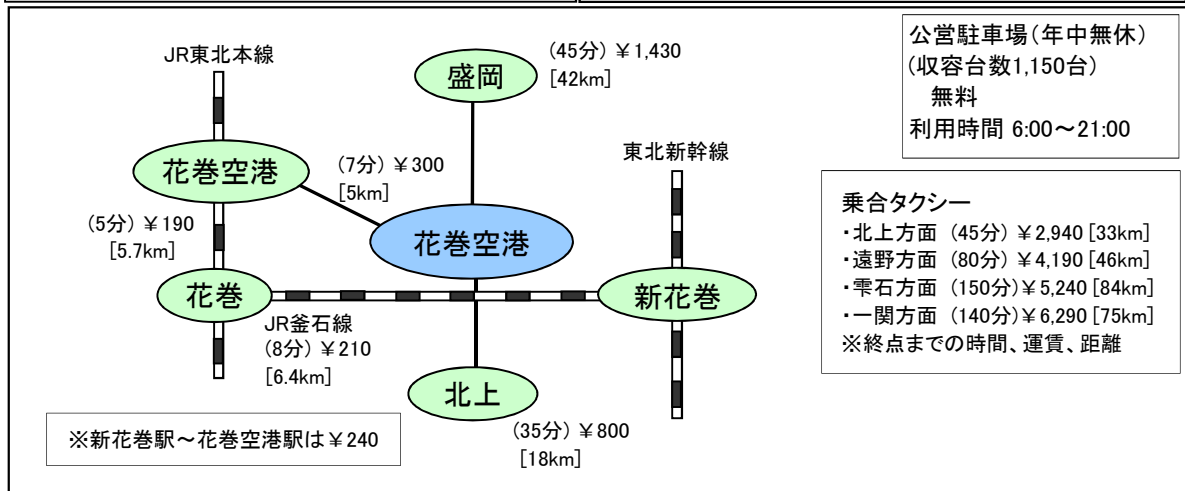 JR東北本線
盛岡
(45分) ¥1,430
[42km]
公営駐車場(年中無休)
(収容台数1,150台)
無料
利用時間 6:00～21:00
花巻空港
(7分) ¥300
[5km]
東北新幹線
(5分) ¥190
[5.7km]
花巻空港
乗合タクシー
・北上方面 (45分) ¥2,940 [33km]
・遠野方面 (80分) ¥4,190 [46km]
・雫石方面 (150分)¥5,240 [84km]
・一関方面 (140分)¥6,290 [75km]
※終点までの時間、運賃、距離
花巻
新花巻
JR釜石線
(8分) ¥210
[6.4km]
北上
(35分) ¥800
[18km]
※新花巻駅～花巻空港駅は¥240